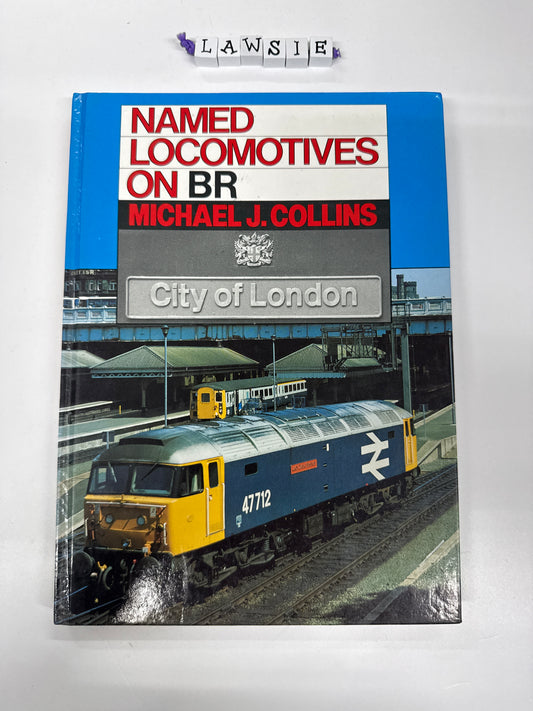 LAWSIE
NAMED
LOCOMOTIVES
ON BR
MICHAEL J. COLLINS
City of London
47712